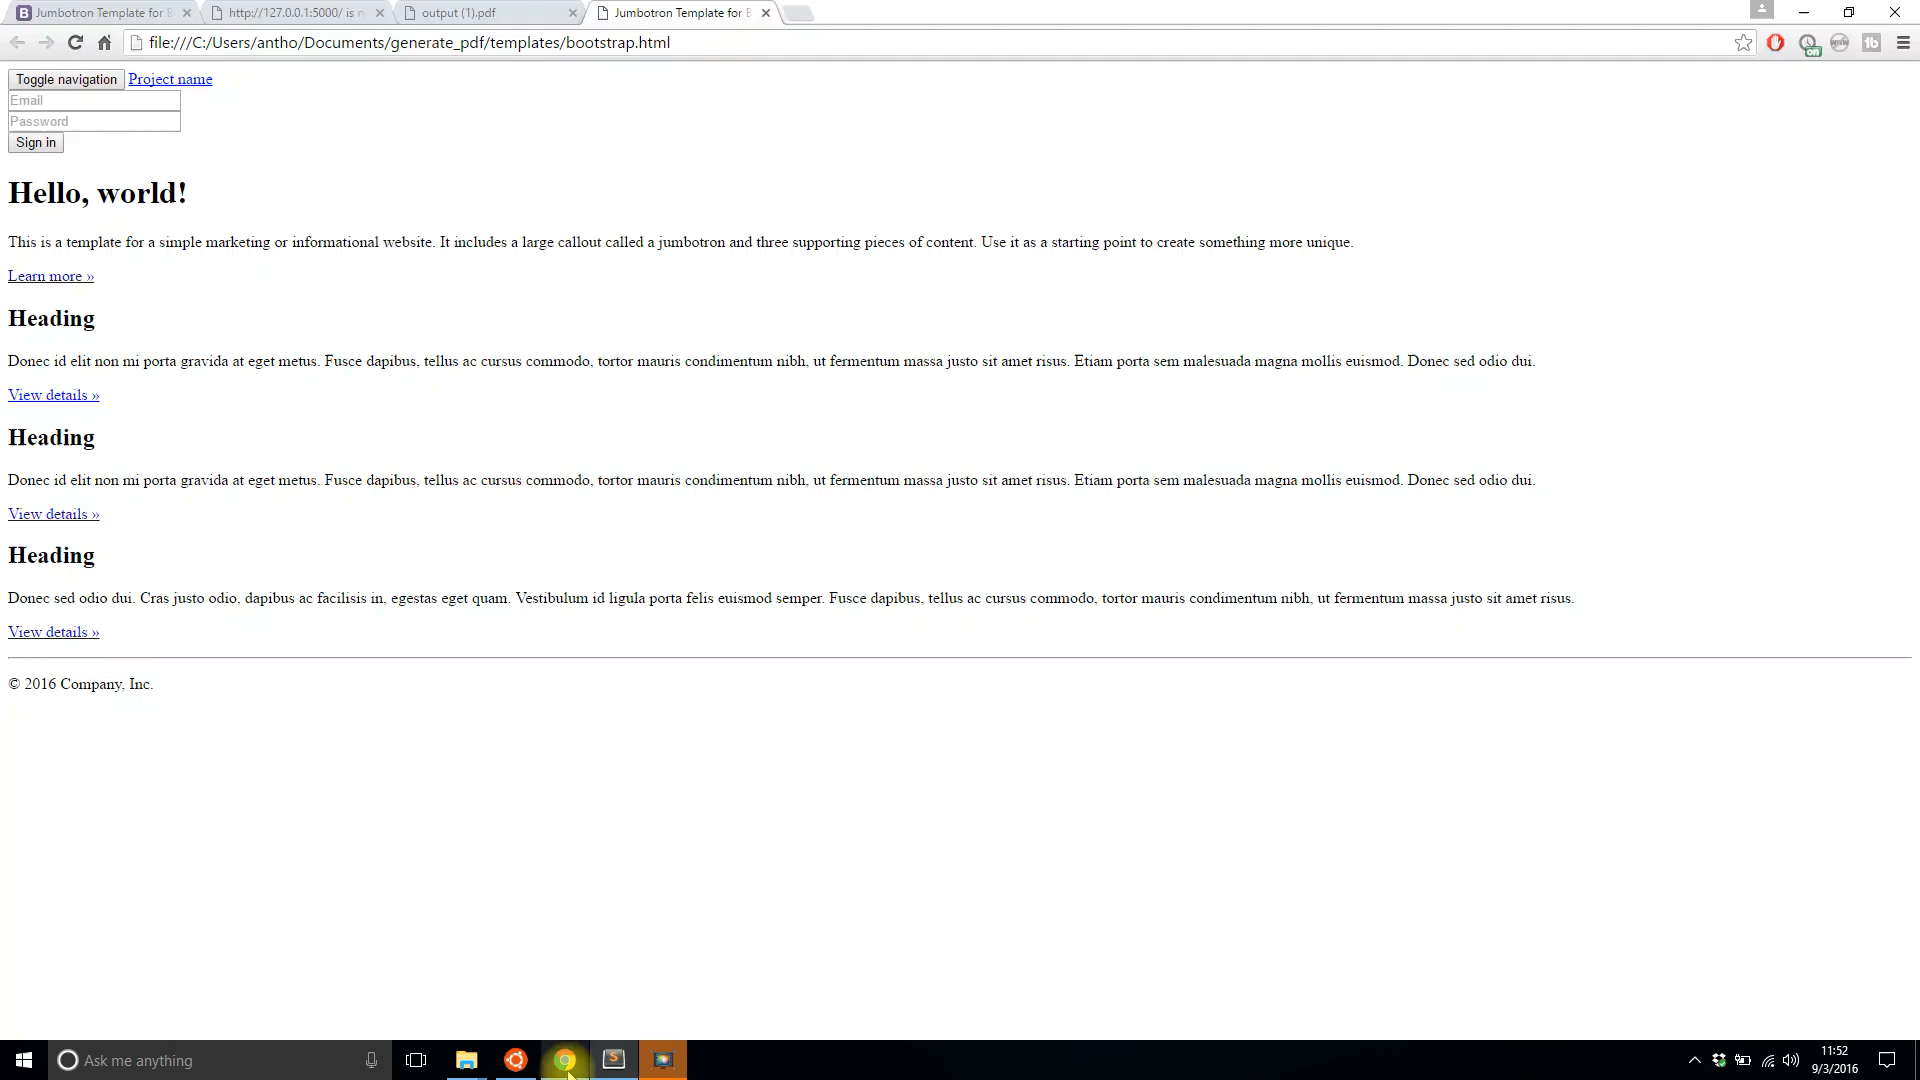 Jumbotron Template for B
http://127.0.0.1:5000/ is n
output (1).pdf
Jumbotron Template for B
file:///C:/Users/antho/Documents/generate_pdf/templates/bootstrap.html
on
www
tb
Toggle navigation Project name
Email
Password
Sign in
Hello, world!
This is a template for a simple marketing or informational website. It includes a large callout called a jumbotron and three supporting pieces of content. Use it as a starting point to create something more unique.
Learn more »
Heading
Donec id elit non mi porta gravida at eget metus. Fusce dapibus, tellus ac cursus commodo, tortor mauris condimentum nibh, ut fermentum massa justo sit amet risus. Etiam porta sem malesuada magna mollis euismod. Donec sed odio dui.
View details »
Heading
Donec id elit non mi porta gravida at eget metus. Fusce dapibus, tellus ac cursus commodo, tortor mauris condimentum nibh, ut fermentum massa justo sit amet risus. Etiam porta sem malesuada magna mollis euismod. Donec sed odio dui.
View details »
Heading
Donec sed odio dui. Cras justo odio, dapibus ac facilisis in, egestas eget quam. Vestibulum id ligula porta felis euismod semper. Fusce dapibus, tellus ac cursus commodo, tortor mauris condimentum nibh, ut fermentum massa justo sit amet risus.
View details »
© 2016 Company, Inc.
Ask me anything
11:52
9/3/2016